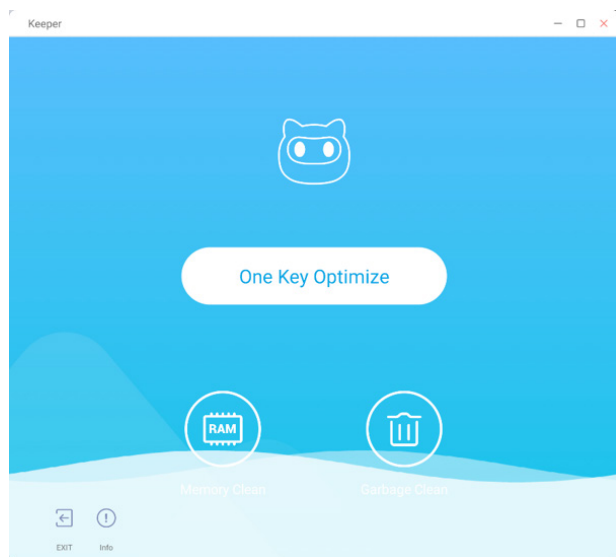 Keeper
One Key Optimize
RAM
Memory Clean
Garbage Clean
EXIT
Info